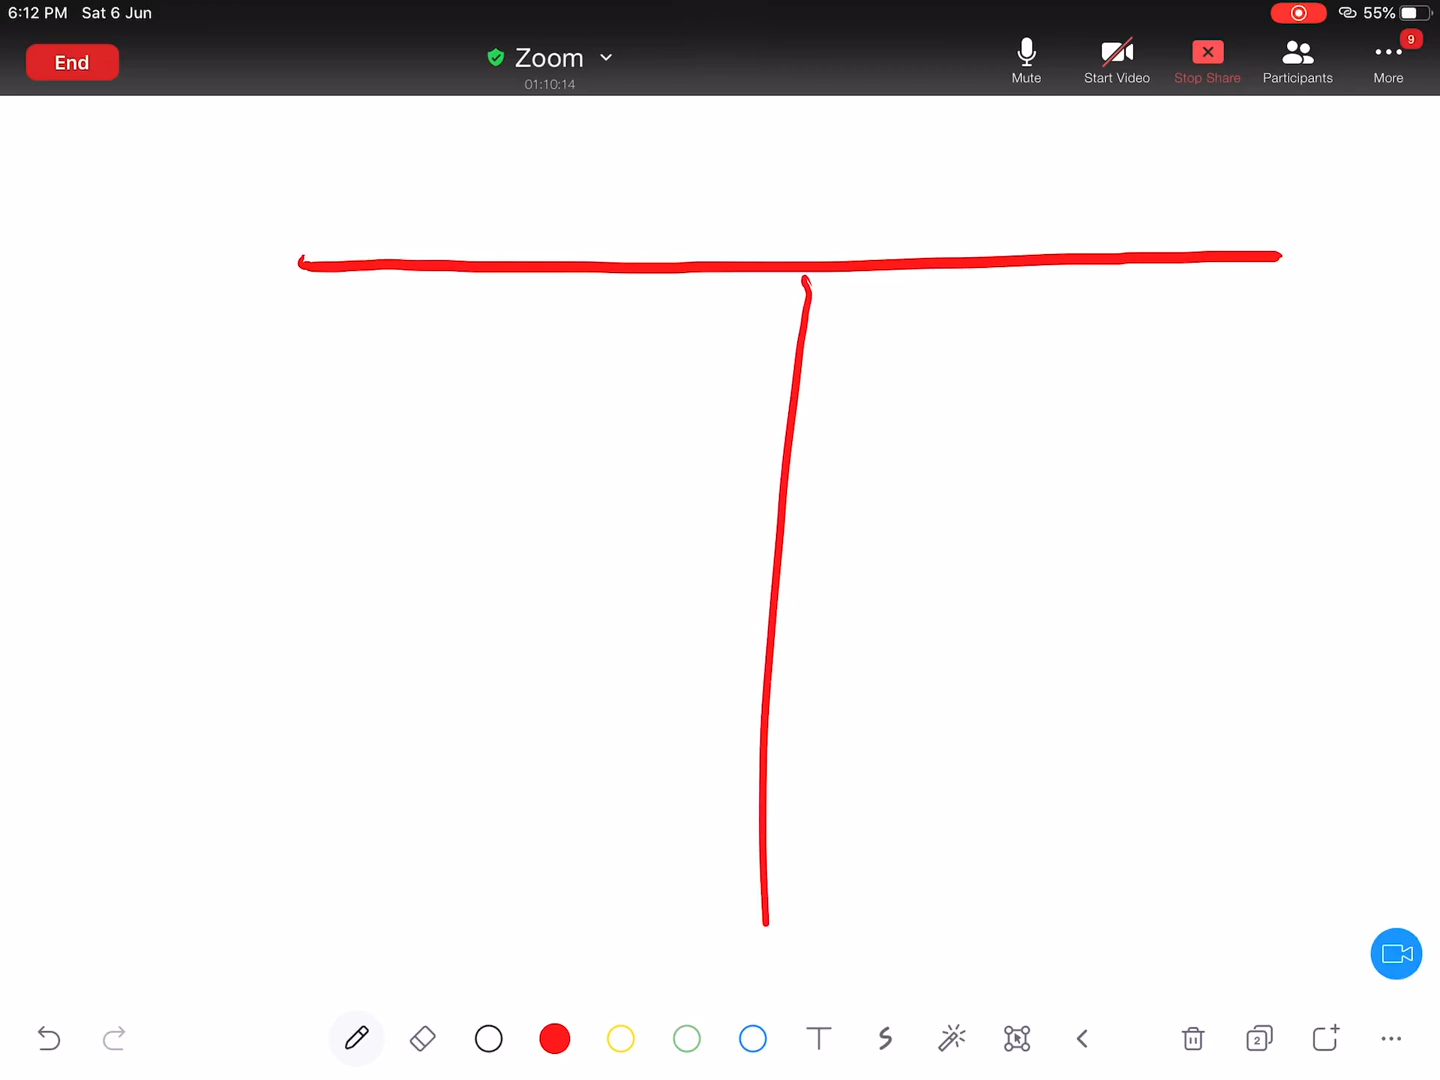 6:12 PM Sat 6 Jun 55%
End
Zoom
01:10:14
Mute
Start Video
Stop Share
Participants
9
More
T
2